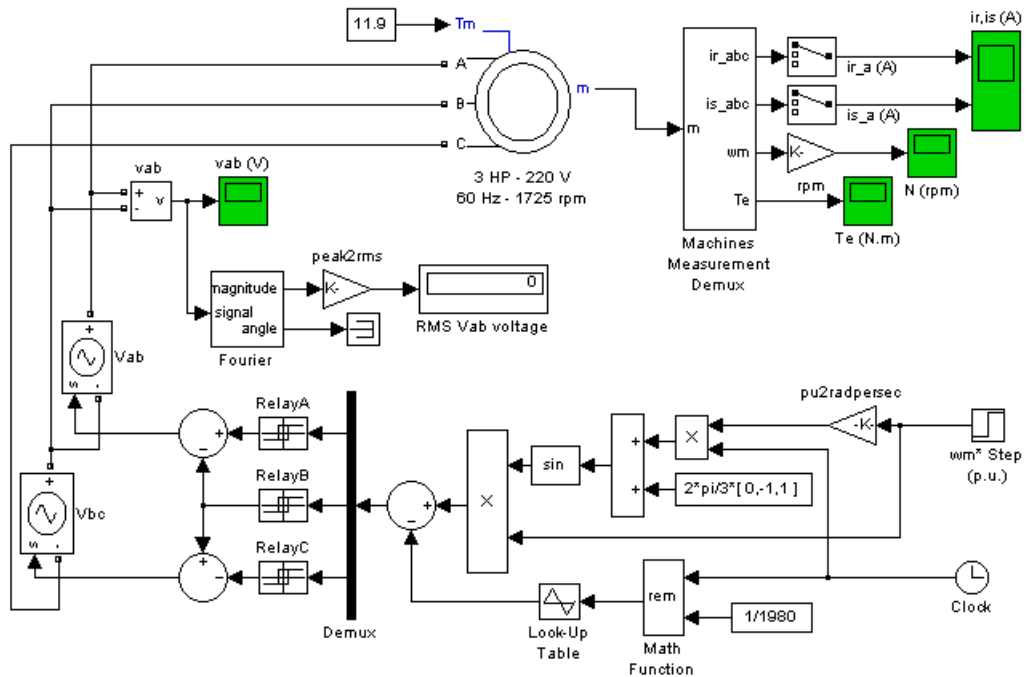 ir,is (A)
11.9
Tm
A
B
C
m
3 HP - 220 V
60 Hz - 1725 rpm
m
ir_abc
is_abc
wm
Te
Machines
Measurement
Demux
ir_a (A)
is_a (A)
K-
N (rpm)
rpm
Te (N.m)
vab
+
-
v
vab (V)
magnitude
signal
angle
Fourier
peak2rms
K-
0
RMS Vab voltage
+
s
-
Vab
+
s
-
Vbc
RelayA
RelayB
RelayC
+
−
+
−
Demux
+
−
×
sin
+
+
×
2*pi/3*[ 0,-1,1 ]
pu2radpersec
-K-
wm* Step
(p.u.)
Clock
rem
1/1980
Math
Function
Look-Up
Table